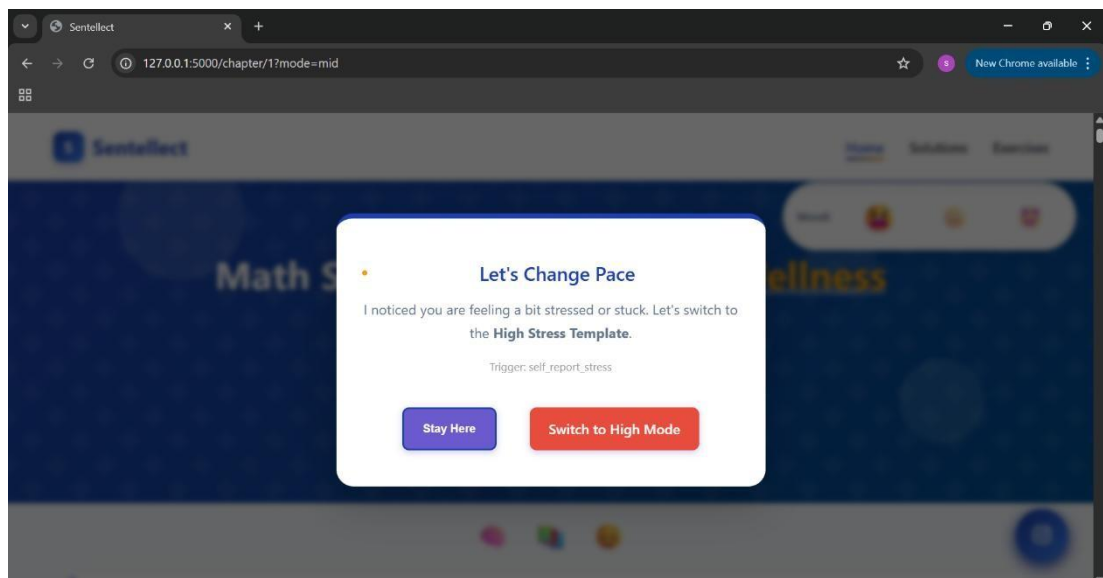 Sentellect
127.0.0.1:5000/chapter/1?mode=mid
S
New Chrome available
S Sentellect
Home Solutions Exercises
Mood:
Math S
ellness
Let's Change Pace
I noticed you are feeling a bit stressed or stuck. Let's switch to
the High Stress Template.
Trigger: self_report_stress
Stay Here
Switch to High Mode